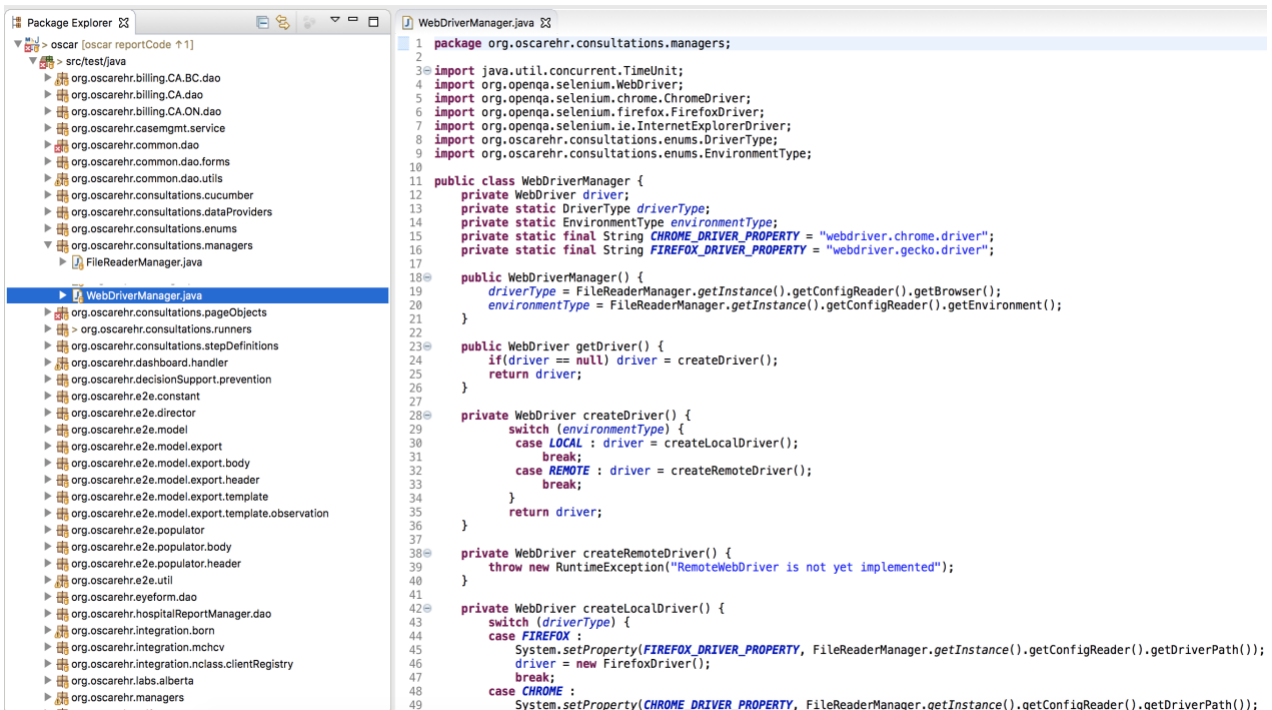 Package Explorer
> oscar [oscar reportCode ↑1]
> src/test/java
org.oscarehr.billing.CA.BC.dao
org.oscarehr.billing.CA.dao
org.oscarehr.billing.CA.ON.dao
org.oscarehr.casemgmt.service
org.oscarehr.common.dao
org.oscarehr.common.dao.forms
org.oscarehr.common.dao.utils
org.oscarehr.consultations.cucumber
org.oscarehr.consultations.dataProviders
org.oscarehr.consultations.enums
org.oscarehr.consultations.managers
FileReaderManager.java
WebDriverManager.java
org.oscarehr.consultations.pageObjects
> org.oscarehr.consultations.runners
org.oscarehr.consultations.stepDefinitions
org.oscarehr.dashboard.handler
org.oscarehr.decisionSupport.prevention
org.oscarehr.e2e.constant
org.oscarehr.e2e.director
org.oscarehr.e2e.model
org.oscarehr.e2e.model.export
org.oscarehr.e2e.model.export.body
org.oscarehr.e2e.model.export.header
org.oscarehr.e2e.model.export.template
org.oscarehr.e2e.model.export.template.observation
org.oscarehr.e2e.populator
org.oscarehr.e2e.populator.body
org.oscarehr.e2e.populator.header
org.oscarehr.e2e.util
org.oscarehr.eyeform.dao
org.oscarehr.hospitalReportManager.dao
org.oscarehr.integration.born
org.oscarehr.integration.mchcv
org.oscarehr.integration.nclass.clientRegistry
org.oscarehr.labs.alberta
org.oscarehr.managers
WebDriverManager.java
1 package org.oscarehr.consultations.managers;
2
3 import java.util.concurrent.TimeUnit;
4 import org.openqa.selenium.WebDriver;
5 import org.openqa.selenium.chrome.ChromeDriver;
6 import org.openqa.selenium.firefox.FirefoxDriver;
7 import org.openqa.selenium.ie.InternetExplorerDriver;
8 import org.oscarehr.consultations.enums.DriverType;
9 import org.oscarehr.consultations.enums.EnvironmentType;
10
11 public class WebDriverManager {
12 private WebDriver driver;
13 private static DriverType driverType;
14 private static EnvironmentType environmentType;
15 private static final String CHROME_DRIVER_PROPERTY = "webdriver.chrome.driver";
16 private static final String FIREFOX_DRIVER_PROPERTY = "webdriver.gecko.driver";
17
18 public WebDriverManager() {
19 driverType = FileReaderManager.getInstance().getConfigReader().getBrowser();
20 environmentType = FileReaderManager.getInstance().getConfigReader().getEnvironment();
21 }
22
23 public WebDriver getDriver() {
24 if(driver == null) driver = createDriver();
25 return driver;
26 }
27
28 private WebDriver createDriver() {
29 switch (environmentType) {
30 case LOCAL : driver = createLocalDriver();
31 break;
32 case REMOTE : driver = createRemoteDriver();
33 break;
34 }
35 return driver;
36 }
37
38 private WebDriver createRemoteDriver() {
39 throw new RuntimeException("RemoteWebDriver is not yet implemented");
40 }
41
42 private WebDriver createLocalDriver() {
43 switch (driverType) {
44 case FIREFOX :
45 System.setProperty(FIREFOX_DRIVER_PROPERTY, FileReaderManager.getInstance().getConfigReader().getDriverPath());
46 driver = new FirefoxDriver();
47 break;
48 case CHROME :
49 System.setProperty(CHROME_DRIVER_PROPERTY, FileReaderManager.getInstance().getConfigReader().getDriverPath());